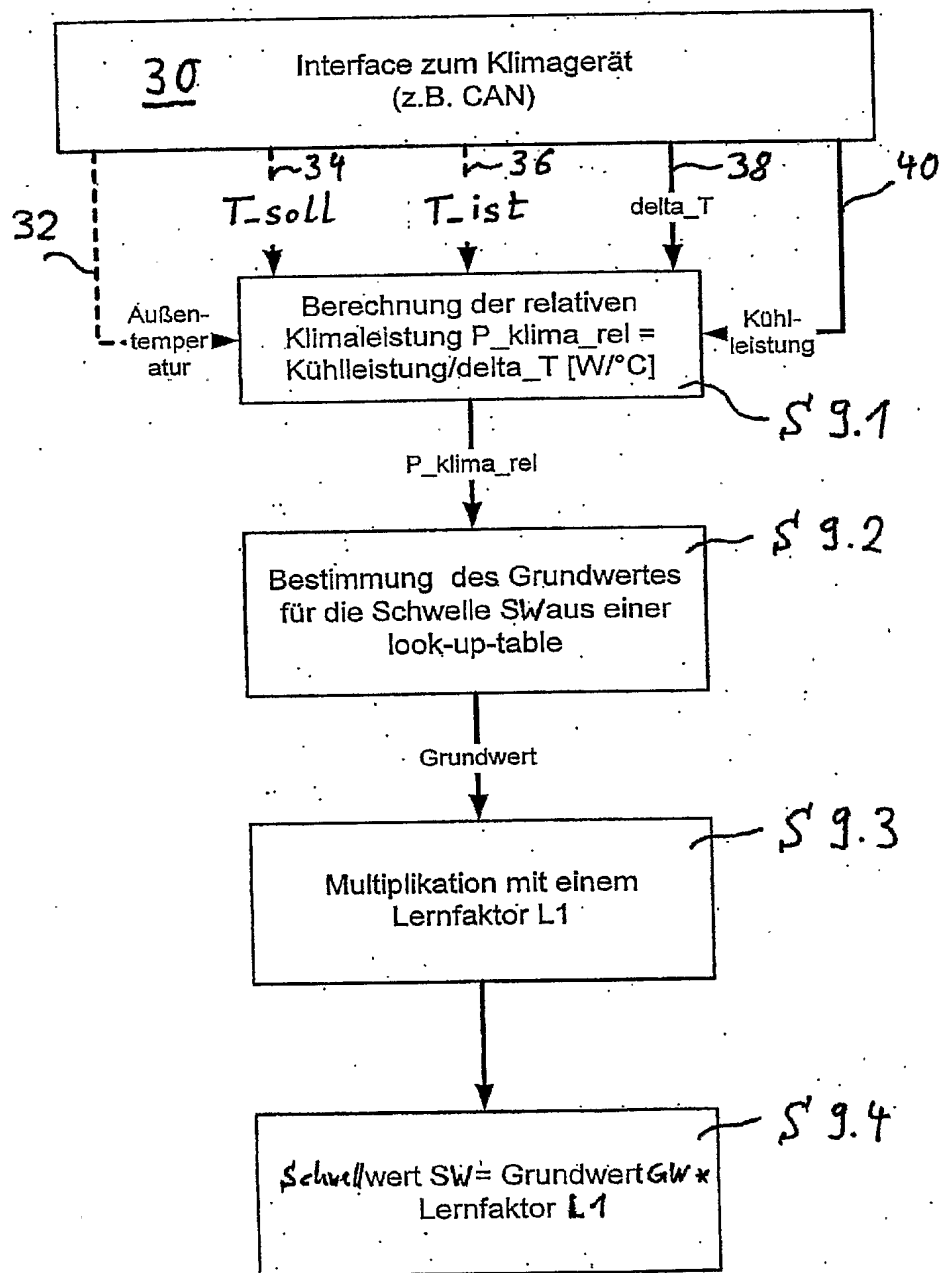 30
Interface zum Klimagerät
(z.B. CAN)
34
36
38
40
32
T_soll
T_ist
delta_T
Außen-
temper
atur
Berechnung der relativen
Klimaleistung P_klima_rel =
Kühlleistung/delta_T [W/°C]
Kühl-
leistung
S 9.1
P_klima_rel
S 9.2
Bestimmung des Grundwertes
für die Schwelle SW aus einer
look-up-table
Grundwert
S 9.3
Multiplikation mit einem
Lernfaktor L1
S 9.4
Schwellwert SW= Grundwert GW *
Lernfaktor L1